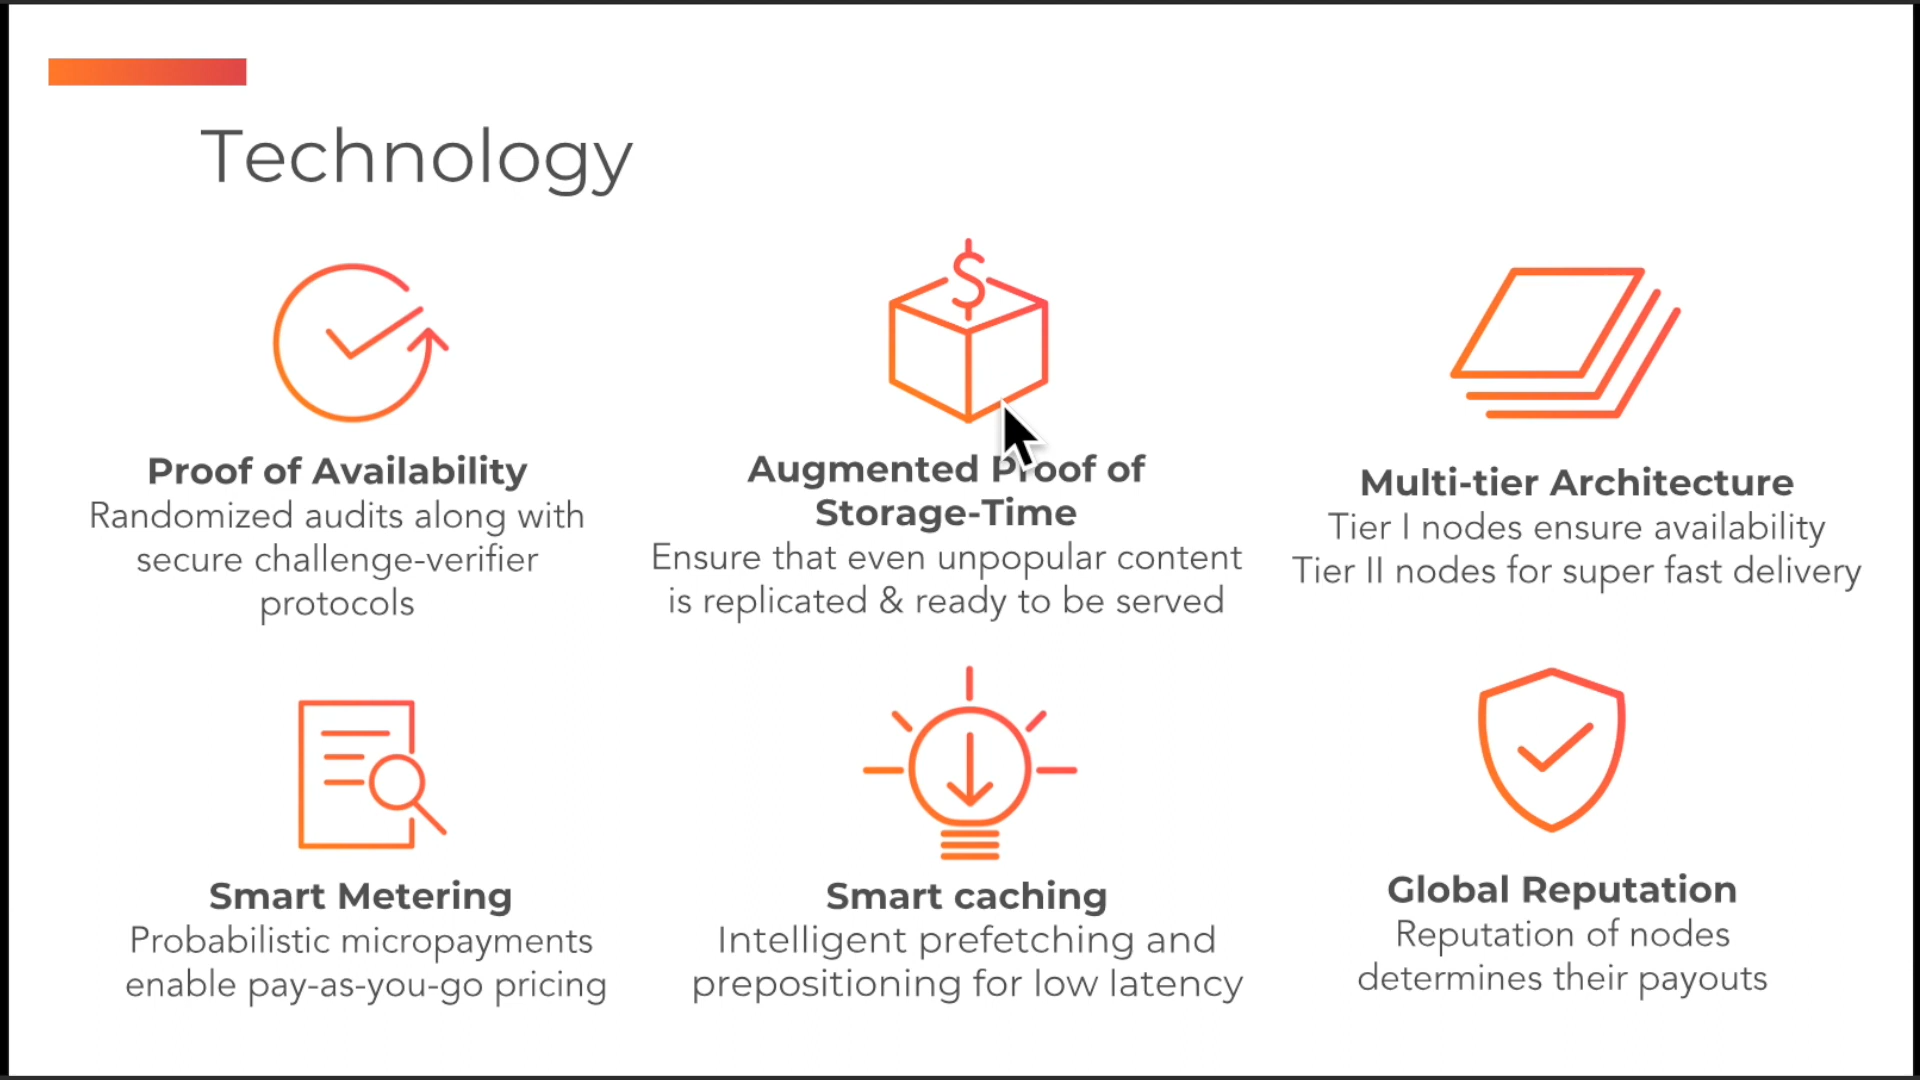 Technology
Proof of Availability
Randomized audits along with
secure challenge-verifier
protocols
Augmented Proof of
Storage-Time
Ensure that even unpopular content
is replicated & ready to be served
Multi-tier Architecture
Tier I nodes ensure availability
Tier II nodes for super fast delivery
Smart Metering
Probabilistic micropayments
enable pay-as-you-go pricing
Smart caching
Intelligent prefetching and
prepositioning for low latency
Global Reputation
Reputation of nodes
determines their payouts